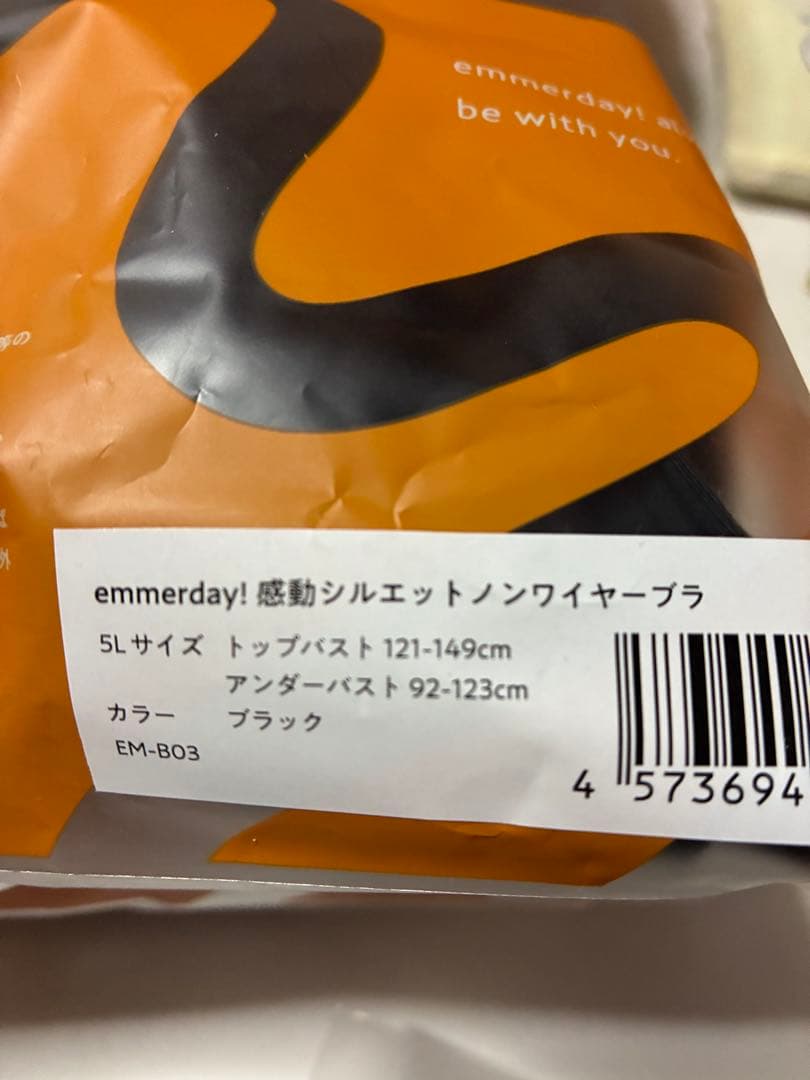 emmerday!
be with you.
等の
emmerday! 感動シルエットノンワイヤーブラ
5Lサイズ トップバスト 121-149cm
アンダーバスト 92-123cm
カラー ブラック
EM-B03
4 573694